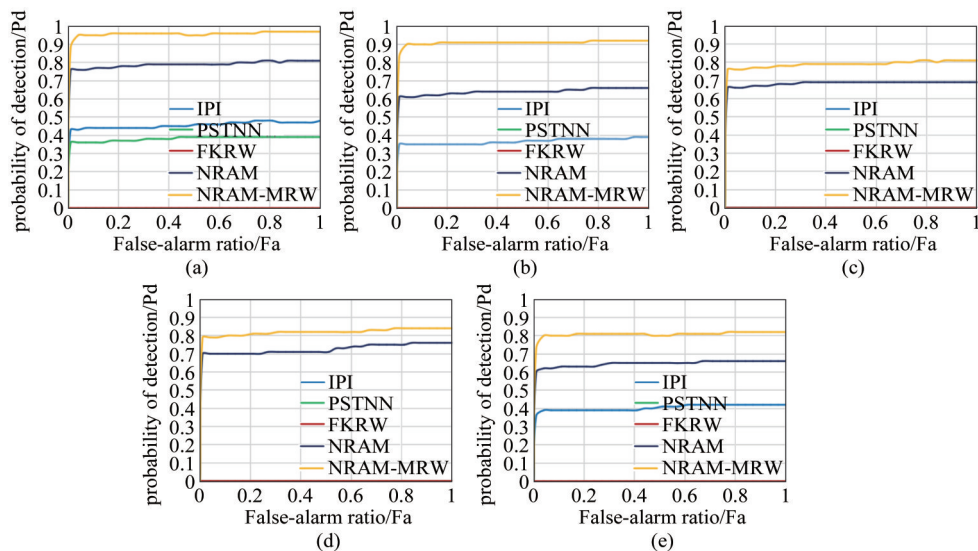 probability of detection/Pd
1
0.9
0.8
0.7
0.6
0.5
0.4
0.3
0.2
0.1
0
IPI
PSTNN
FKRW
NRAM
NRAM-MRW
0 0.2 0.4 0.6 0.8 1
False-alarm ratio/Fa
(a)
probability of detection/Pd
1
0.9
0.8
0.7
0.6
0.5
0.4
0.3
0.2
0.1
0
IPI
PSTNN
FKRW
NRAM
NRAM-MRW
0 0.2 0.4 0.6 0.8 1
False-alarm ratio/Fa
(b)
probability of detection/Pd
1
0.9
0.8
0.7
0.6
0.5
0.4
0.3
0.2
0.1
0
IPI
PSTNN
FKRW
NRAM
NRAM-MRW
0 0.2 0.4 0.6 0.8 1
False-alarm ratio/Fa
(c)
probability of detection/Pd
1
0.9
0.8
0.7
0.6
0.5
0.4
0.3
0.2
0.1
0
IPI
PSTNN
FKRW
NRAM
NRAM-MRW
0 0.2 0.4 0.6 0.8 1
False-alarm ratio/Fa
(d)
probability of detection/Pd
1
0.9
0.8
0.7
0.6
0.5
0.4
0.3
0.2
0.1
0
IPI
PSTNN
FKRW
NRAM
NRAM-MRW
0 0.2 0.4 0.6 0.8 1
False-alarm ratio/Fa
(e)